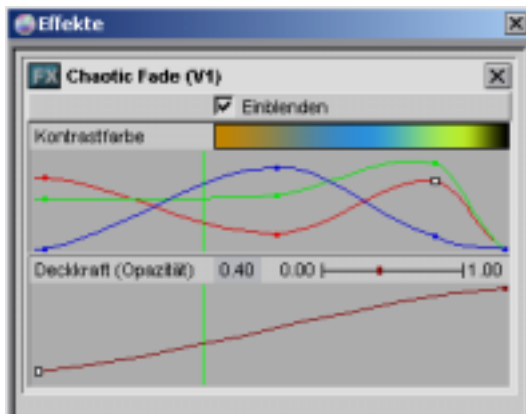 Effekte
FX Chaotic Fade (V1)
Einblenden
Kontrastfarbe
Deckkraft (Opazität) 0.40 0.00 1.00